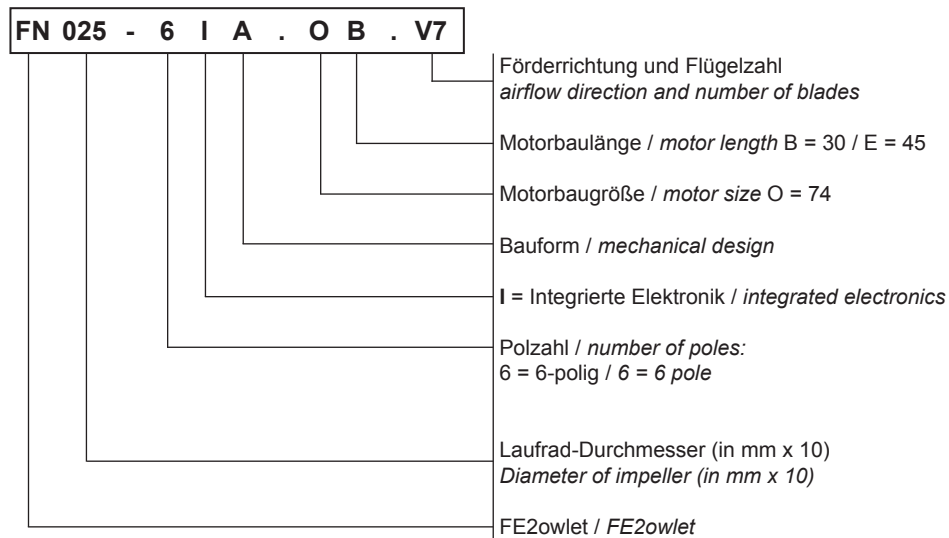 FN 025 - 6 I A . O B . V7
Förderrichtung und Flügelzahl
airflow direction and number of blades
Motorbaulänge / motor length B = 30 / E = 45
Motorbaugröße / motor size O = 74
Bauform / mechanical design
I = Integrierte Elektronik / integrated electronics
Polzahl / number of poles:
6 = 6-polig / 6 = 6 pole
Laufrad-Durchmesser (in mm x 10)
Diameter of impeller (in mm x 10)
FE2owlet / FE2owlet